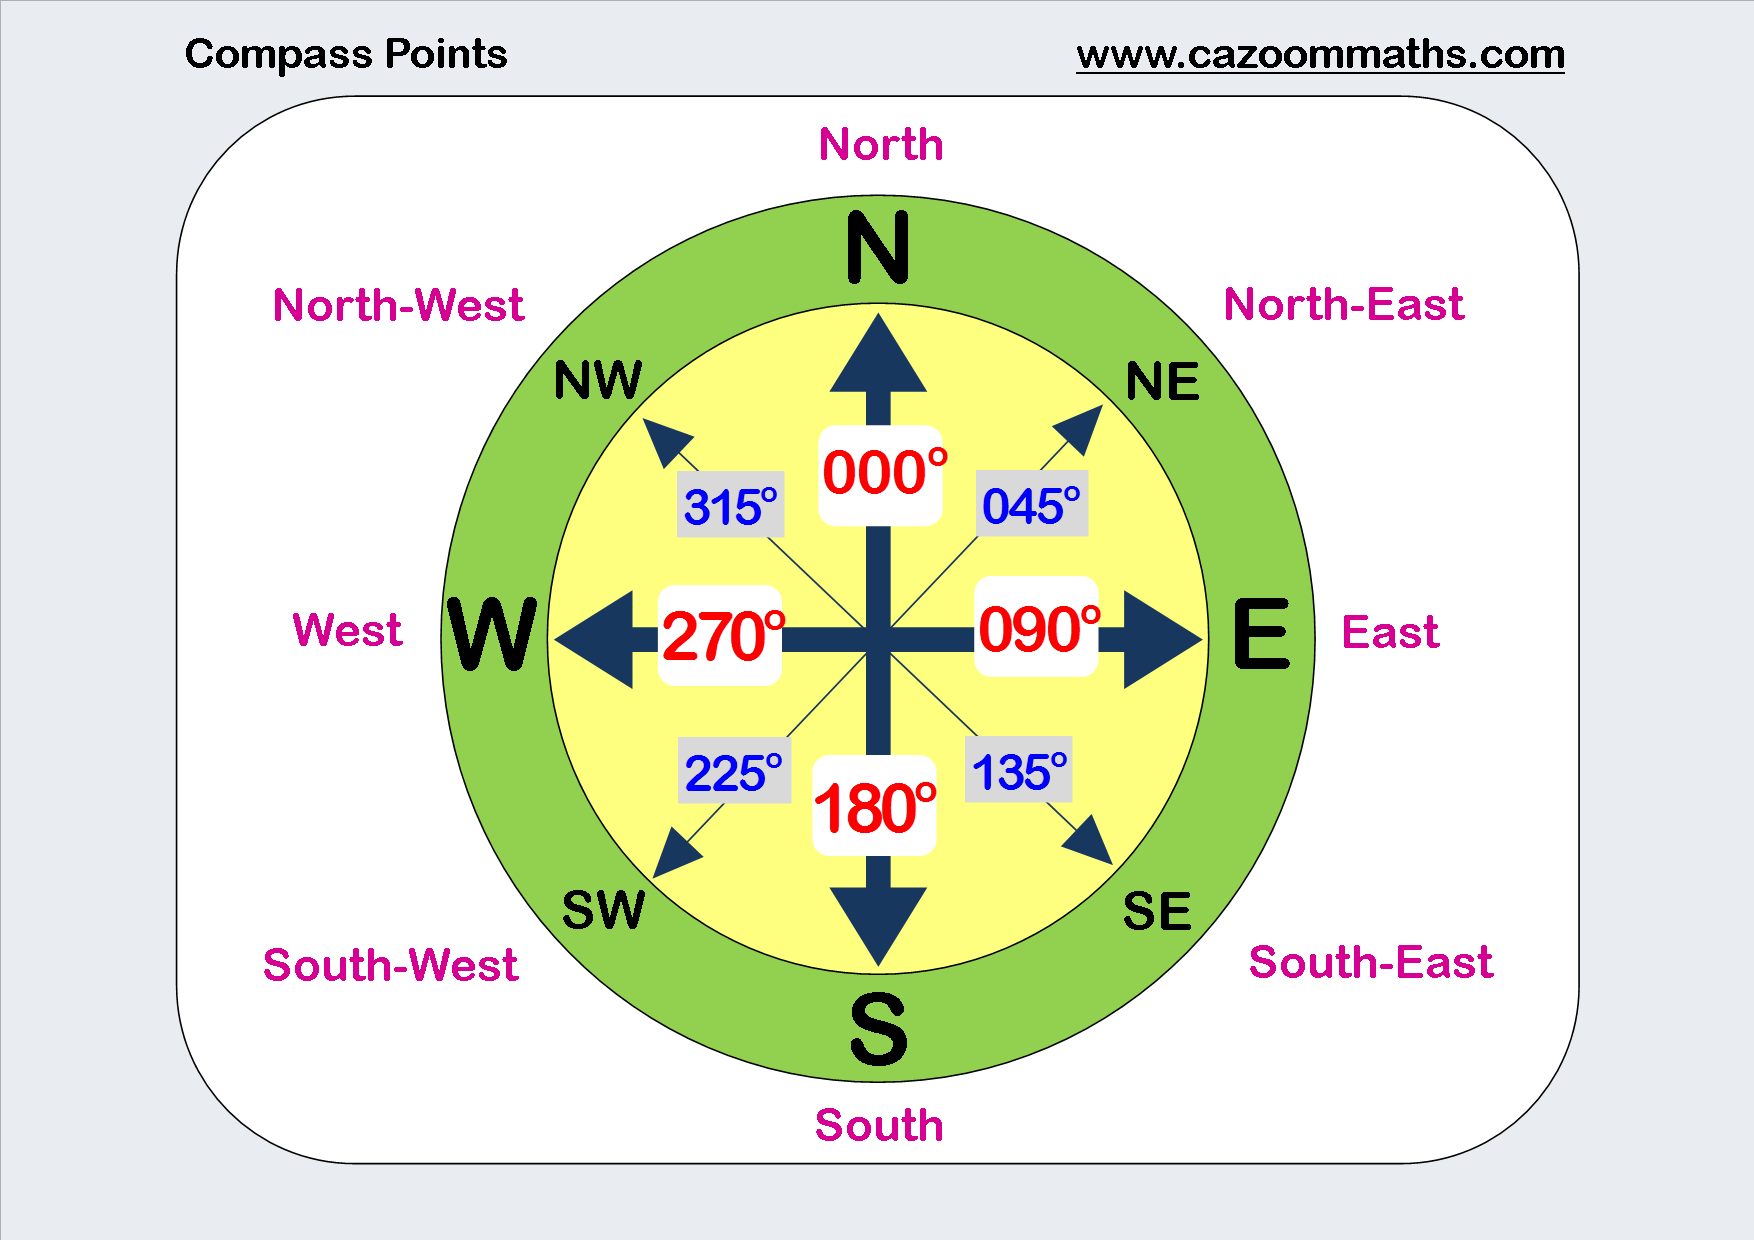 Compass Points
www.cazoommaths.com
North
N
North-West
North-East
NW
NE
000°
315°
045°
West
W
270°
090°
E
East
225°
180°
135°
SW
SE
South-West
South-East
S
South